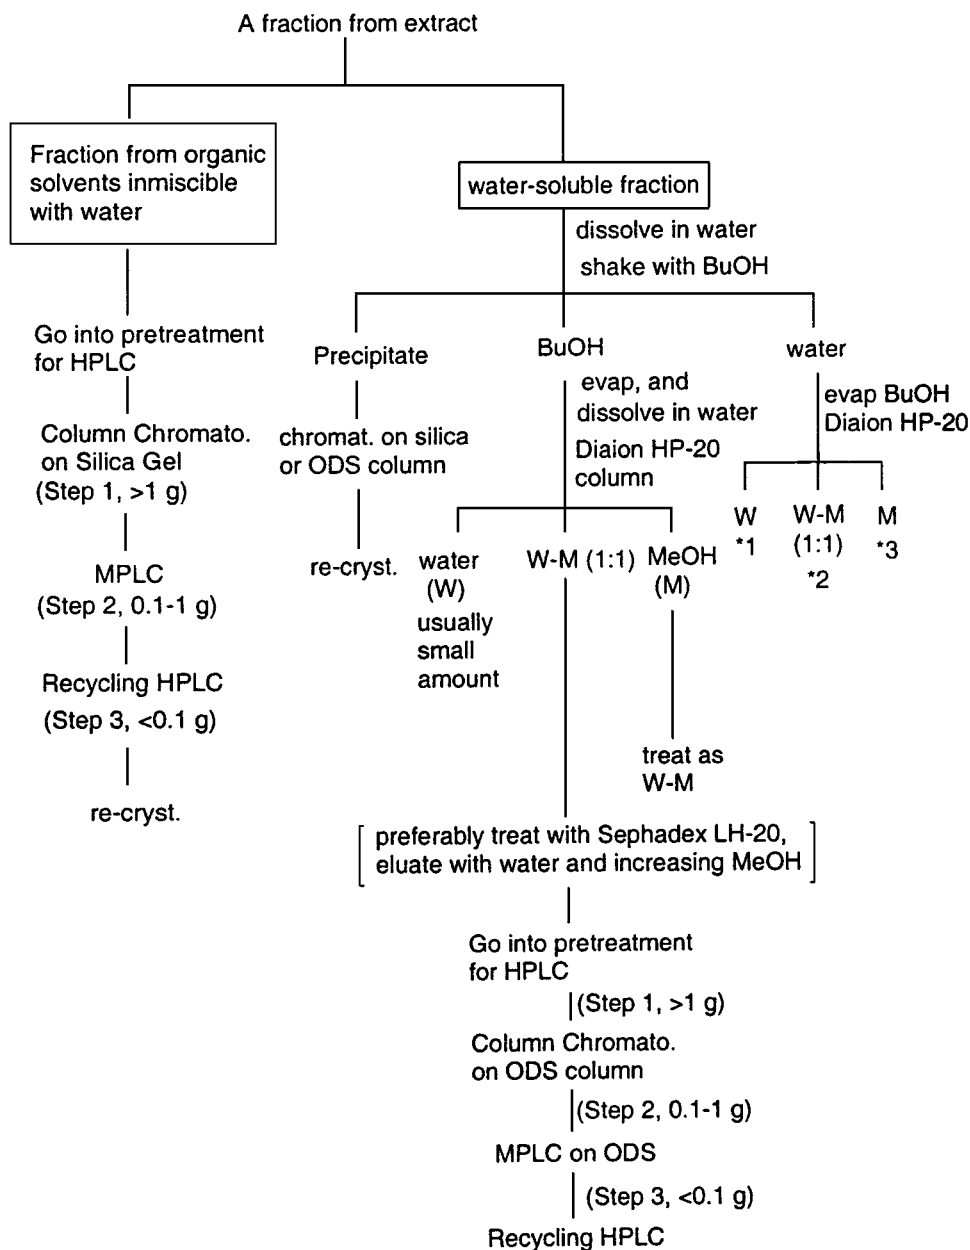 A fraction from extract
Fraction from organic
solvents inmiscible
with water
water-soluble fraction
dissolve in water
shake with BuOH
Go into pretreatment
for HPLC
Column Chromato.
on Silica Gel
(Step 1, >1 g)
MPLC
(Step 2, 0.1-1 g)
Recycling HPLC
(Step 3, <0.1 g)
re-cryst.
Precipitate
chromat. on silica
or ODS column
re-cryst.
BuOH
evap, and
dissolve in water
Diaion HP-20
column
water
(W)
usually
small
amount
W-M (1:1)
MeOH
(M)
treat as
W-M
water
evap BuOH
Diaion HP-20
W
*1
W-M
(1:1)
*2
M
*3
preferably treat with Sephadex LH-20,
eluate with water and increasing MeOH
Go into pretreatment
for HPLC
(Step 1, >1 g)
Column Chromato.
on ODS column
(Step 2, 0.1-1 g)
MPLC on ODS
(Step 3, <0.1 g)
Recycling HPLC